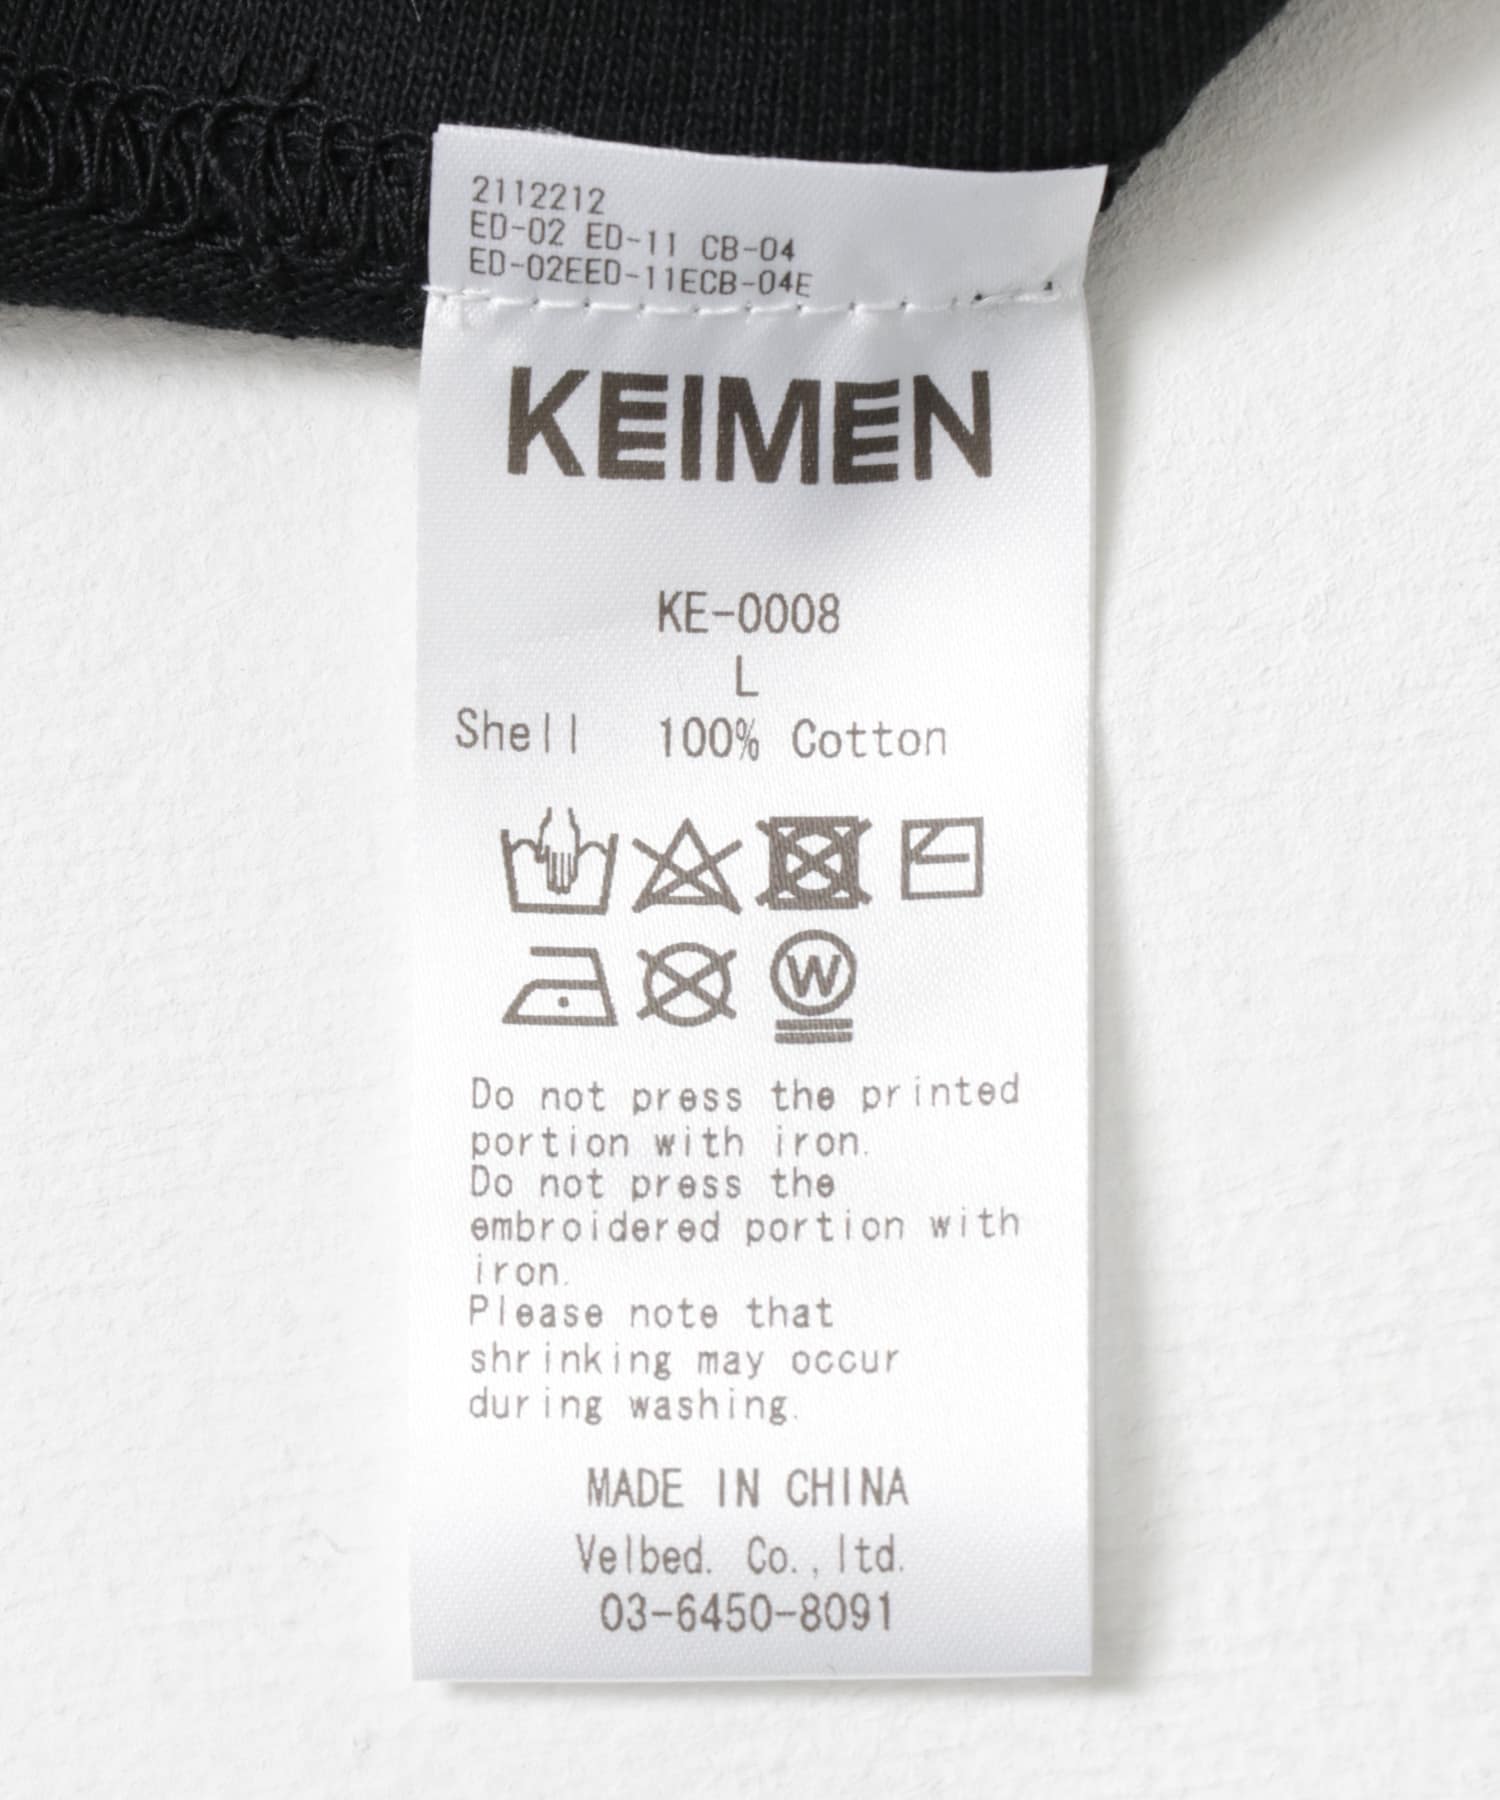 2112212
ED-02 ED-11 CB-04
ED-02EED-11ECB-04E
KEIMEN
KE-0008
L
Shell 100% Cotton
W
Do not press the printed
portion with iron.
Do not press the
embroidered portion with
iron.
Please note that
shrinking may occur
during washing.
MADE IN CHINA
Velbed. Co.,ltd.
03-6450-8091